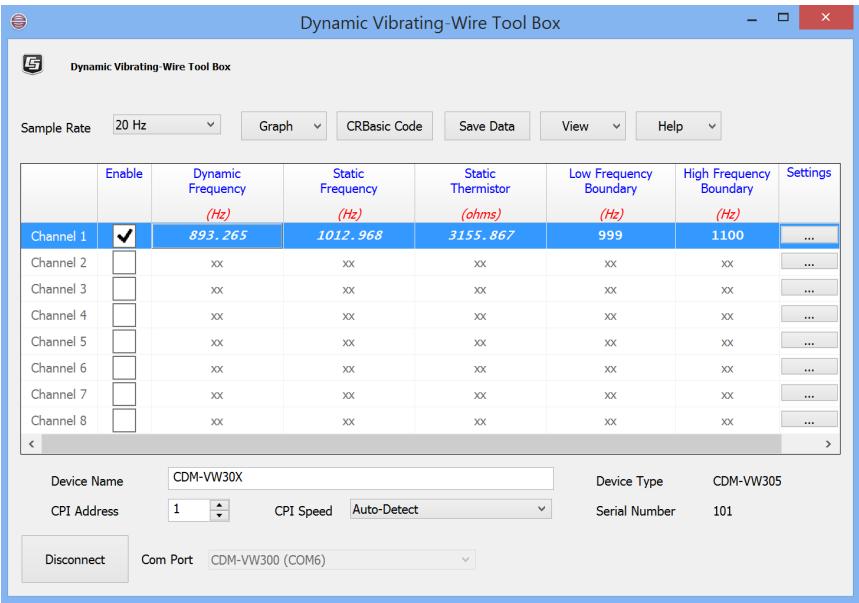 Dynamic Vibrating-Wire Tool Box
Dynamic Vibrating-Wire Tool Box
Sample Rate 20 Hz Graph CRBasic Code Save Data View Help
Enable Dynamic Frequency (Hz) Static Frequency (Hz) Static Thermistor (ohms) Low Frequency Boundary (Hz) High Frequency Boundary (Hz) Settings
Channel 1 893.265 1012.968 3155.867 999 1100 ...
Channel 2 xx xx xx xx xx ...
Channel 3 xx xx xx xx xx ...
Channel 4 xx xx xx xx xx ...
Channel 5 xx xx xx xx xx ...
Channel 6 xx xx xx xx xx ...
Channel 7 xx xx xx xx xx ...
Channel 8 xx xx xx xx xx ...
Device Name CDM-VW30X Device Type CDM-VW305
CPI Address 1 CPI Speed Auto-Detect Serial Number 101
Disconnect Com Port CDM-VW300 (COM6)